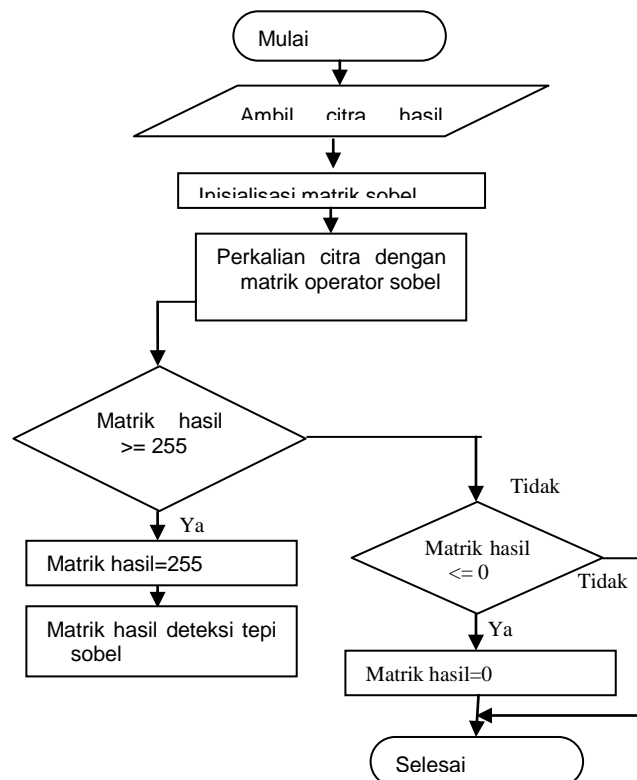 Mulai
Ambil citra hasil
Inisialisasi matrik sobel
Perkalian citra dengan
matrik operator sobel
Matrik hasil
>= 255
Tidak
Ya
Matrik hasil
<= 0
Tidak
Matrik hasil=255
Matrik hasil deteksi tepi
sobel
Ya
Matrik hasil=0
Selesai